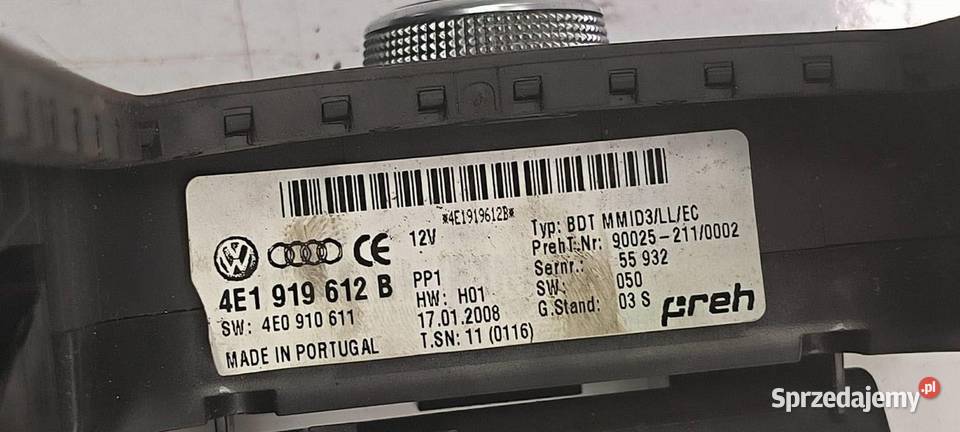 *4E1919612B*
12V
4E1 919 612 B
SW: 4E0 910 611
MADE IN PORTUGAL
PP1
HW: H01
17.01.2008
T.SN: 11 (0116)
Typ: BDT MMID3/LL/EC
PrehT.Nr: 90025-211/0002
Sernr.: 55 932
SW: 050
G.Stand: 03 S
preh
CE
VW
Sprzedajemy.pl